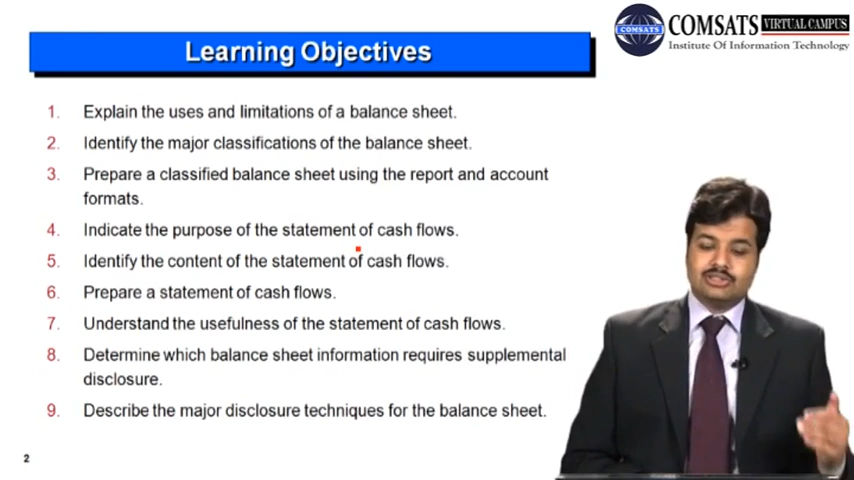 Learning Objectives
COMSATS
COMSATS VIRTUAL CAMPUS
Institute Of Information Technology
1. Explain the uses and limitations of a balance sheet.
2. Identify the major classifications of the balance sheet.
3. Prepare a classified balance sheet using the report and account
formats.
4. Indicate the purpose of the statement of cash flows.
5. Identify the content of the statement of cash flows.
6. Prepare a statement of cash flows.
7. Understand the usefulness of the statement of cash flows.
8. Determine which balance sheet information requires supplemental
disclosure.
9. Describe the major disclosure techniques for the balance sheet.
2